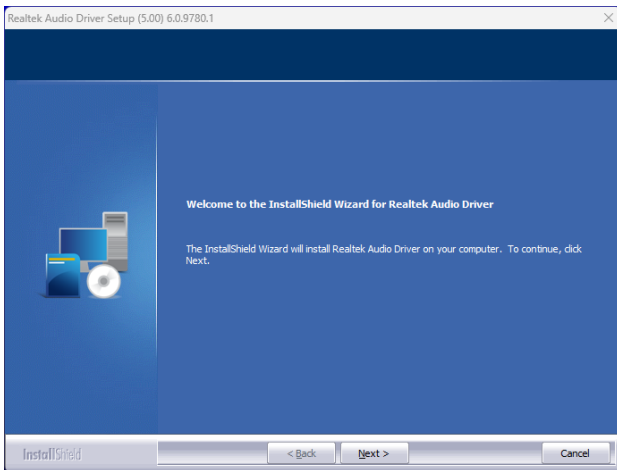 Realtek Audio Driver Setup (5.00) 6.0.9780.1
Welcome to the InstallShield Wizard for Realtek Audio Driver
The InstallShield Wizard will install Realtek Audio Driver on your computer. To continue, click
Next.
InstallShield
< Back
Next >
Cancel